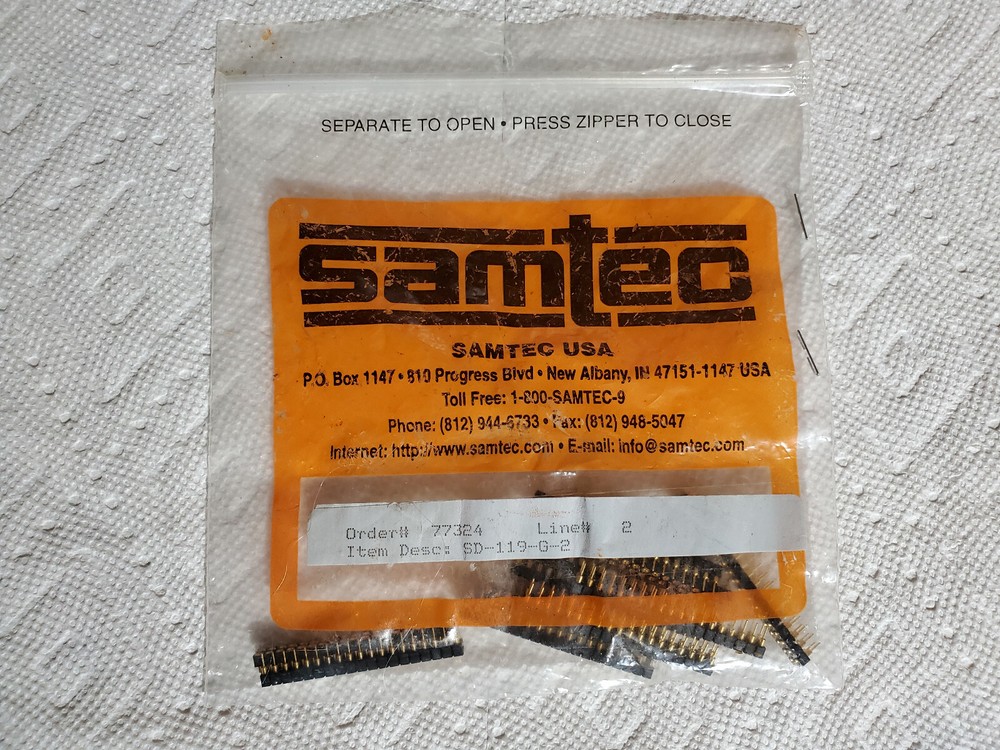 SEPARATE TO OPEN • PRESS ZIPPER TO CLOSE
samtec
SAMTEC USA
P.O. Box 1147 • 810 Progress Blvd • New Albany, IN 47151-1147 USA
Toll Free: 1-800-SAMTEC-9
Phone: (812) 944-6733 • Fax: (812) 948-5047
Internet: http://www.samtec.com • E-mail: info@samtec.com
Order# 77324 Line# 2
Item Desc: SD-119-G-2